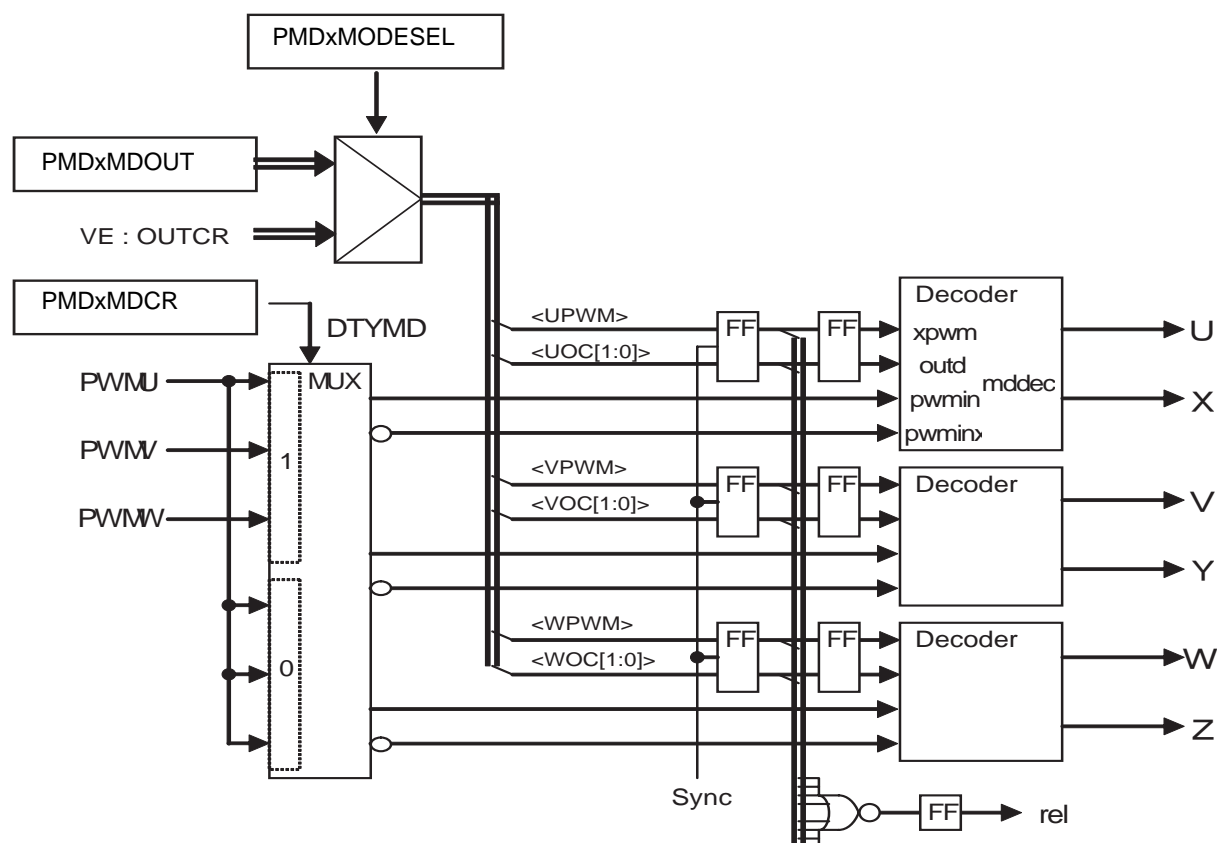 PMDxMODESEL
PMDxMDOUT
VE : OUTCR
PMDxMDCR
DTYMD
MUX
PWMU
PWMV
PWMW
1
0
<UPWM>
<UOC[1:0]>
FF
FF
Decoder
xpwm
outd
mddec
pwmin
pwminx
U
X
<VPWM>
<VOC[1:0]>
FF
FF
Decoder
V
Y
<WPWM>
<WOC[1:0]>
FF
FF
Decoder
W
Z
Sync
FF
rel